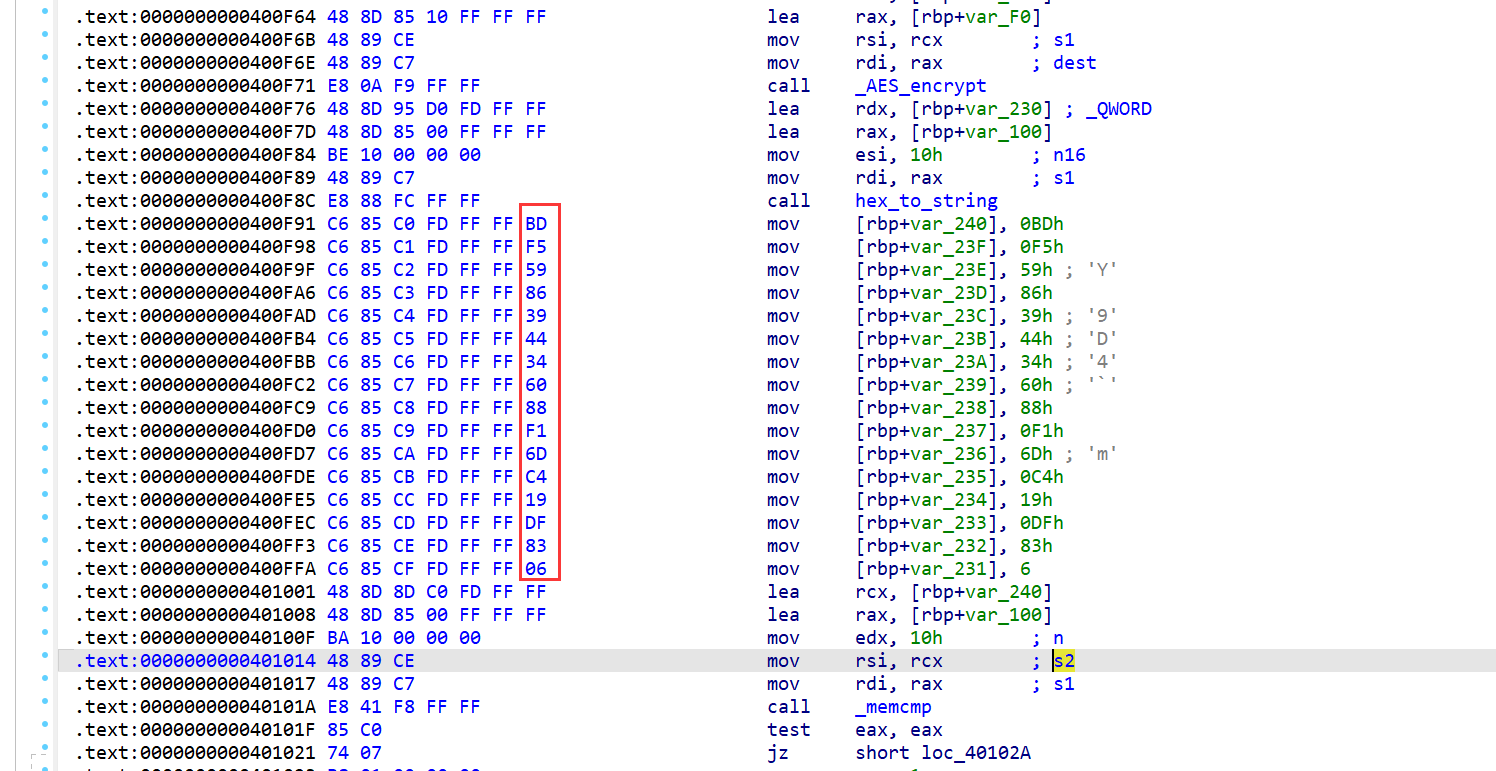 .text:0000000000400F64 48 8D 85 10 FF FF FF lea rax, [rbp+var_F0]
.text:0000000000400F6B 48 89 CE mov rsi, rcx ; s1
.text:0000000000400F6E 48 89 C7 mov rdi, rax ; dest
.text:0000000000400F71 E8 0A F9 FF FF call _AES_encrypt
.text:0000000000400F76 48 8D 95 D0 FD FF FF lea rdx, [rbp+var_230] ; _QWORD
.text:0000000000400F7D 48 8D 85 00 FF FF FF lea rax, [rbp+var_100]
.text:0000000000400F84 BE 10 00 00 00 mov esi, 10h ; n16
.text:0000000000400F89 48 89 C7 mov rdi, rax ; s1
.text:0000000000400F8C E8 88 FC FF FF call hex_to_string
.text:0000000000400F91 C6 85 C0 FD FF FF BD mov [rbp+var_240], 0BDh
.text:0000000000400F98 C6 85 C1 FD FF FF F5 mov [rbp+var_23F], 0F5h
.text:0000000000400F9F C6 85 C2 FD FF FF 59 mov [rbp+var_23E], 59h ; 'Y'
.text:0000000000400FA6 C6 85 C3 FD FF FF 86 mov [rbp+var_23D], 86h
.text:0000000000400FAD C6 85 C4 FD FF FF 39 mov [rbp+var_23C], 39h ; '9'
.text:0000000000400FB4 C6 85 C5 FD FF FF 44 mov [rbp+var_23B], 44h ; 'D'
.text:0000000000400FBB C6 85 C6 FD FF FF 34 mov [rbp+var_23A], 34h ; '4'
.text:0000000000400FC2 C6 85 C7 FD FF FF 60 mov [rbp+var_239], 60h ; '`'
.text:0000000000400FC9 C6 85 C8 FD FF FF 88 mov [rbp+var_238], 88h
.text:0000000000400FD0 C6 85 C9 FD FF FF F1 mov [rbp+var_237], 0F1h
.text:0000000000400FD7 C6 85 CA FD FF FF 6D mov [rbp+var_236], 6Dh ; 'm'
.text:0000000000400FDE C6 85 CB FD FF FF C4 mov [rbp+var_235], 0C4h
.text:0000000000400FE5 C6 85 CC FD FF FF 19 mov [rbp+var_234], 19h
.text:0000000000400FEC C6 85 CD FD FF FF DF mov [rbp+var_233], 0DFh
.text:0000000000400FF3 C6 85 CE FD FF FF 83 mov [rbp+var_232], 83h
.text:0000000000400FFA C6 85 CF FD FF FF 06 mov [rbp+var_231], 6
.text:0000000000401001 48 8D 8D C0 FD FF FF lea rcx, [rbp+var_240]
.text:0000000000401008 48 8D 85 00 FF FF FF lea rax, [rbp+var_100]
.text:000000000040100F BA 10 00 00 00 mov edx, 10h ; n
.text:0000000000401014 48 89 CE mov rsi, rcx ; s2
.text:0000000000401017 48 89 C7 mov rdi, rax ; s1
.text:000000000040101A E8 41 F8 FF FF call _memcmp
.text:000000000040101F 85 C0 test eax, eax
.text:0000000000401021 74 07 jz short loc_40102A